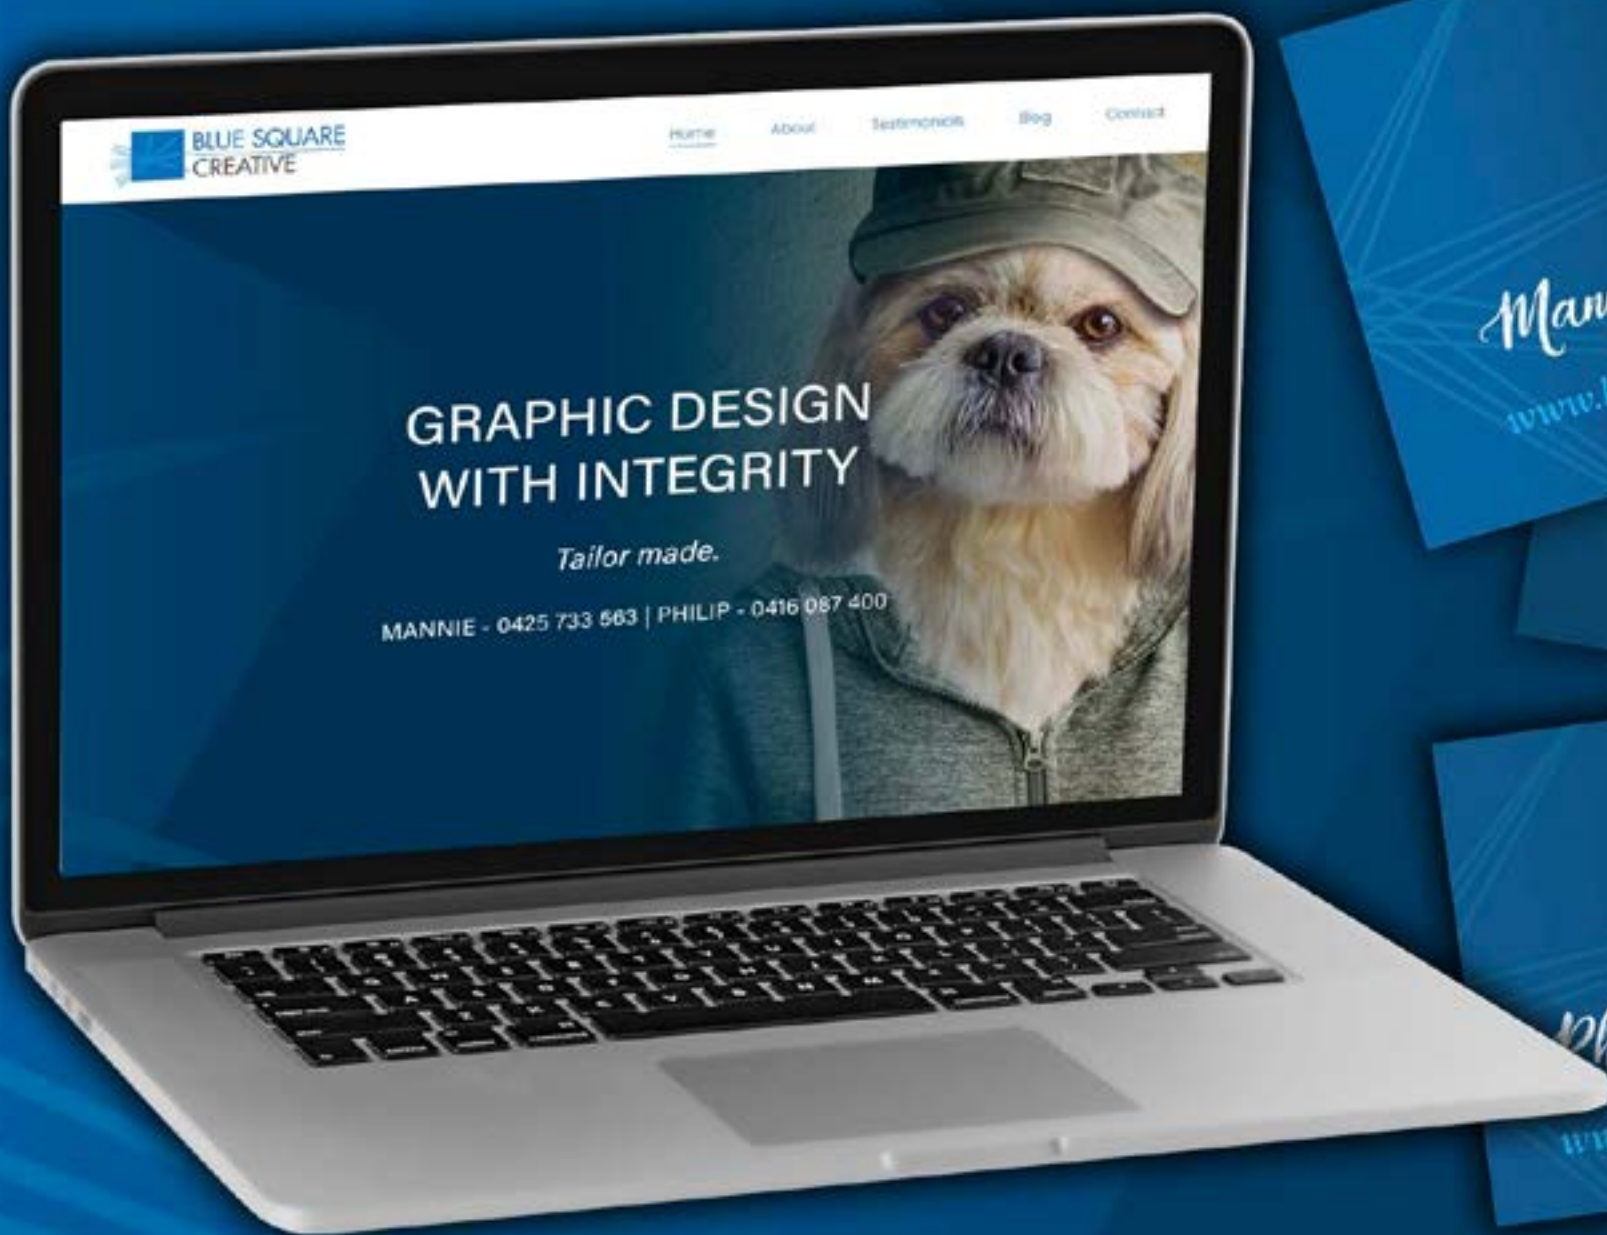 BLUE SQUARE
CREATIVE
Home About Testimonials Blog Contact
GRAPHIC DESIGN
WITH INTEGRITY
Tailor made.
MANNIE - 0425 733 563 | PHILIP - 0416 087 400